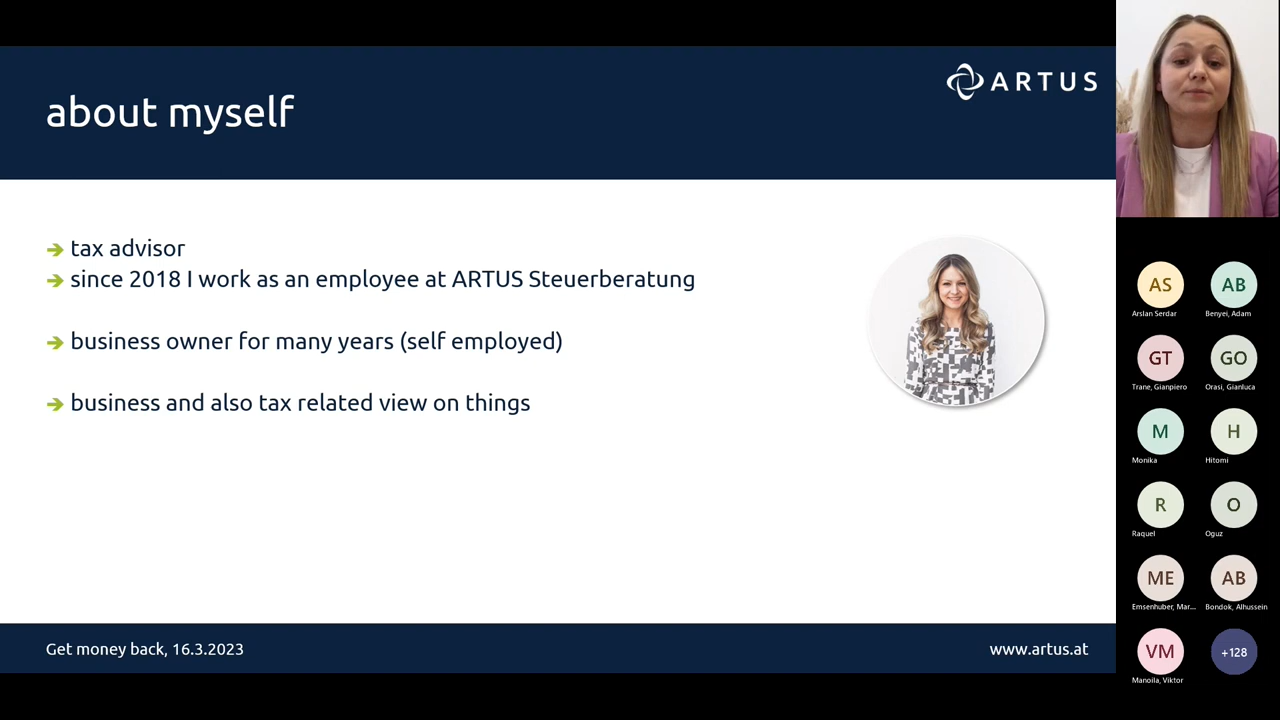 about myself
ARTUS
tax advisor
since 2018 I work as an employee at ARTUS Steuerberatung
business owner for many years (self employed)
business and also tax related view on things
Get money back, 16.3.2023
www.artus.at
AS
AB
Arslan Serdar
Benyei, Adam
GT
GO
Trane, Gianpiero
Orasi, Gianluca
M
H
Monika
Hitomi
R
O
Raquel
Oguz
ME
AB
Emsenhuber, Mar...
Bondok, Alhussein
VM
+128
Manoila, Viktor